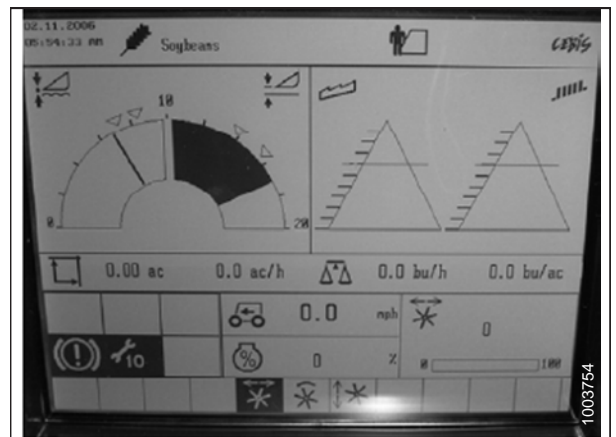 02.11.2006
05:54:33 AM
Soybeans
CEBIS
10
0
20
0.00 ac
0.0 ac/h
0.0 bu/h
0.0 bu/ac
0.0 mph
0
10
%
0
%
0
100
1003754